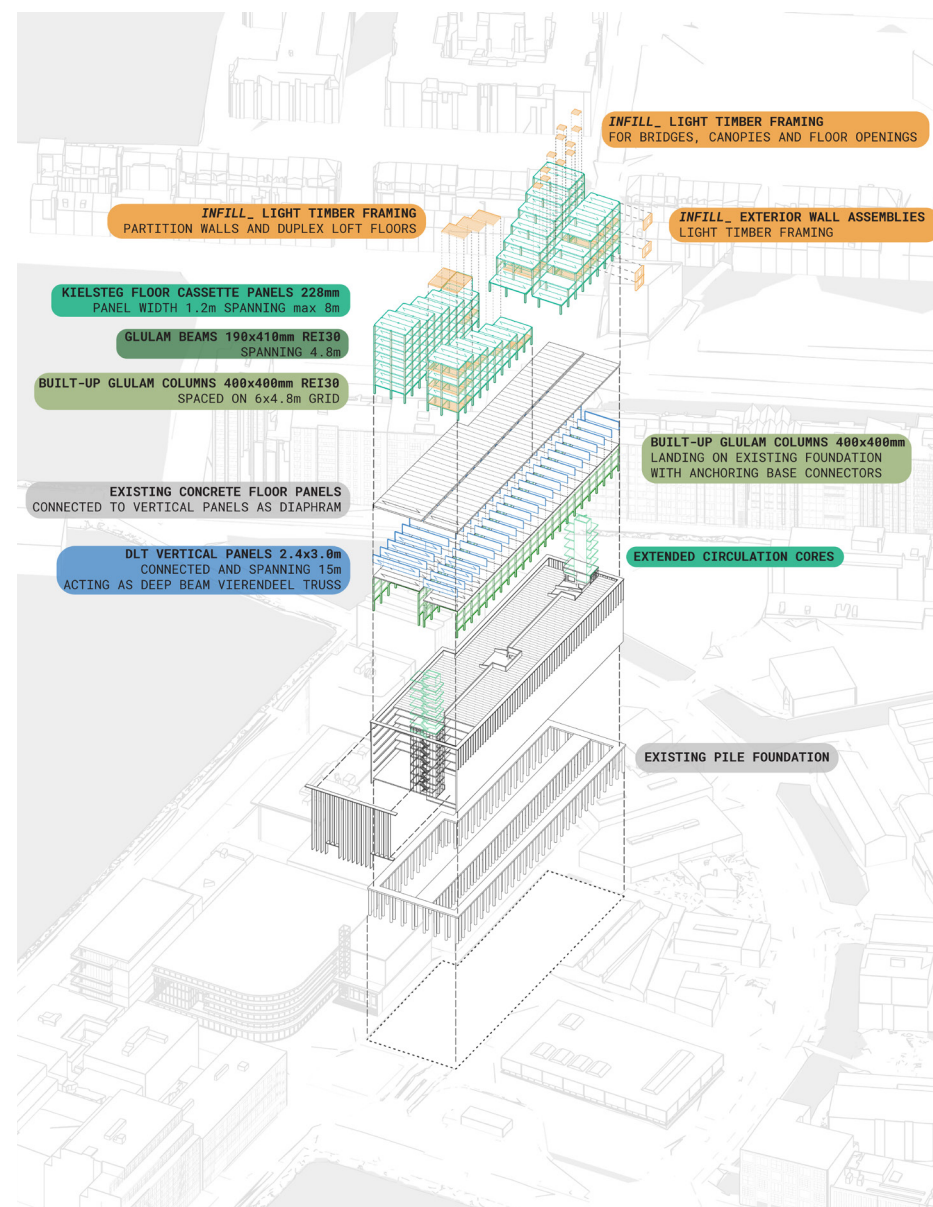 INFILL_ LIGHT TIMBER FRAMING
FOR BRIDGES, CANOPIES AND FLOOR OPENINGS
INFILL_ LIGHT TIMBER FRAMING
PARTITION WALLS AND DUPLEX LOFT FLOORS
INFILL_ EXTERIOR WALL ASSEMBLIES
LIGHT TIMBER FRAMING
KIELSTEG FLOOR CASSETTE PANELS 228mm
PANEL WIDTH 1.2m SPANNING max 8m
GLULAM BEAMS 190x410mm REI30
SPANNING 4.8m
BUILT-UP GLULAM COLUMNS 400x400mm REI30
SPACED ON 6x4.8m GRID
BUILT-UP GLULAM COLUMNS 400x400mm
LANDING ON EXISTING FOUNDATION
WITH ANCHORING BASE CONNECTORS
EXISTING CONCRETE FLOOR PANELS
CONNECTED TO VERTICAL PANELS AS DIAPHRAM
DLT VERTICAL PANELS 2.4x3.0m
CONNECTED AND SPANNING 15m
ACTING AS DEEP BEAM VIERENDEEL TRUSS
EXTENDED CIRCULATION CORES
EXISTING PILE FOUNDATION